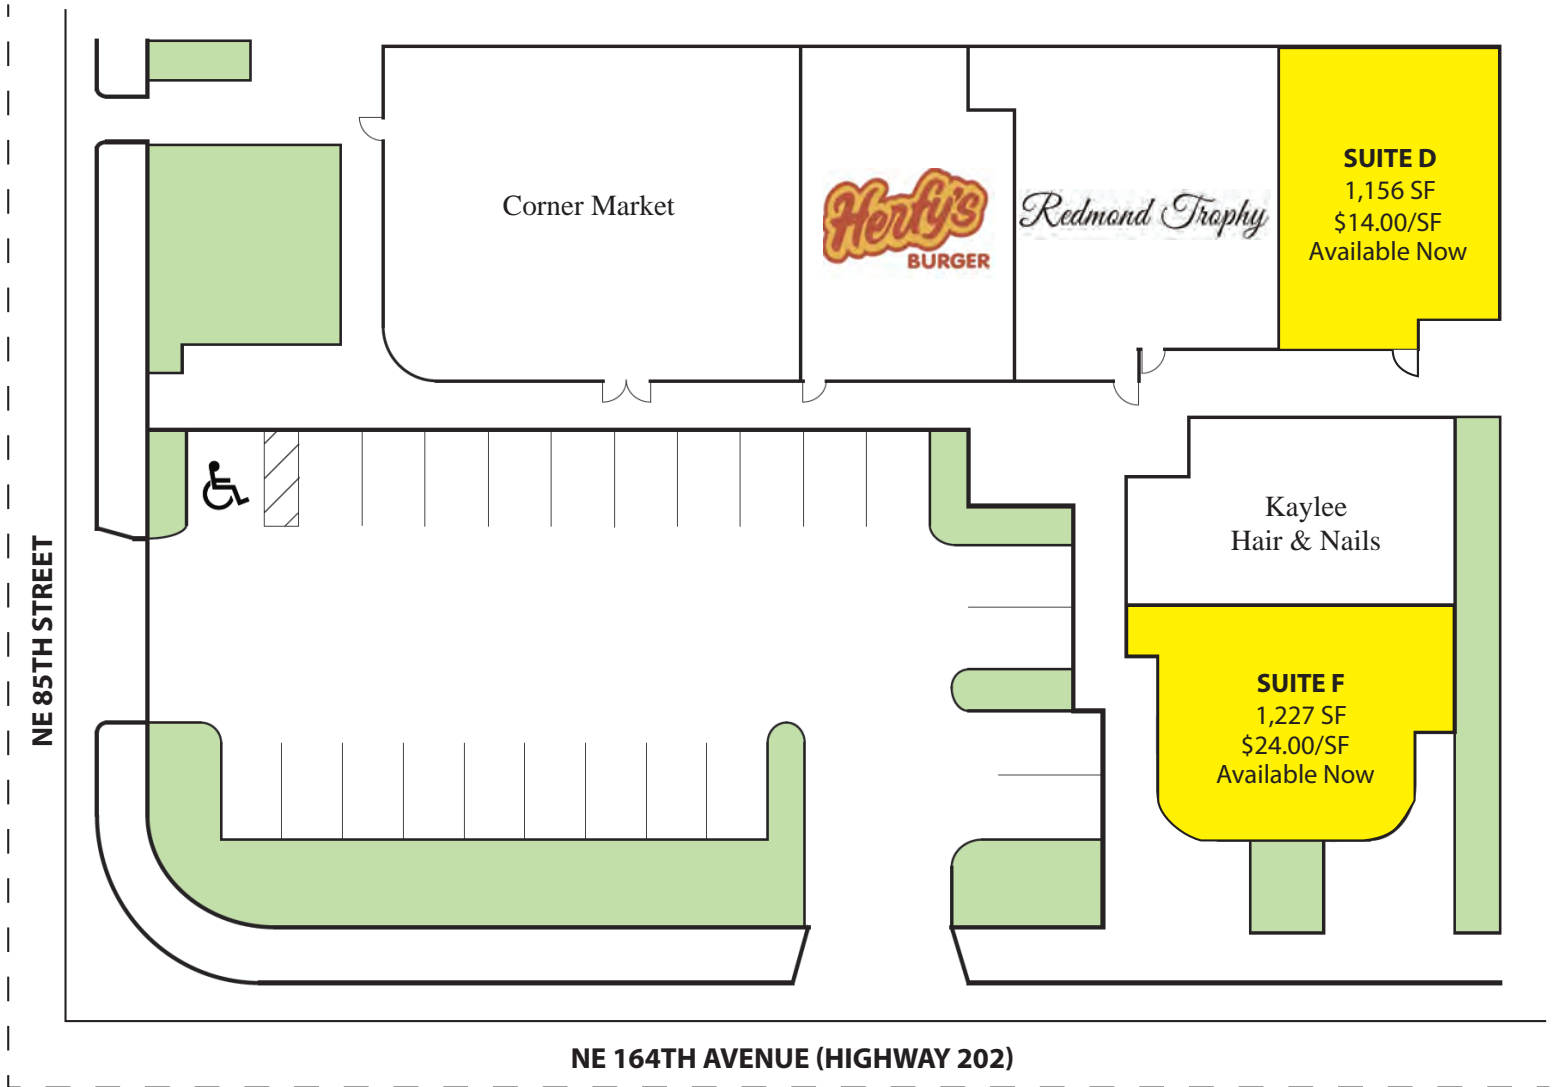 Corner Market
Herfy's
BURGER
Redmond Trophy
SUITE D
1,156 SF
$14.00/SF
Available Now
Kaylee
Hair & Nails
SUITE F
1,227 SF
$24.00/SF
Available Now
NE 85TH STREET
NE 164TH AVENUE (HIGHWAY 202)